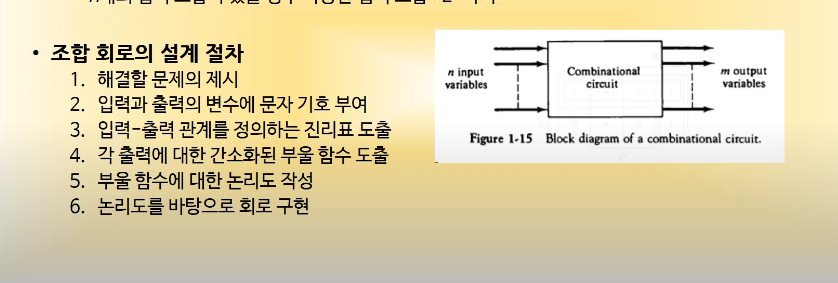 • 조합 회로의 설계 절차
1. 해결할 문제의 제시
2. 입력과 출력의 변수에 문자 기호 부여
3. 입력-출력 관계를 정의하는 진리표 도출
4. 각 출력에 대한 간소화된 부울 함수 도출
5. 부울 함수에 대한 논리도 작성
6. 논리도를 바탕으로 회로 구현
n input
variables
Combinational
circuit
m output
variables
Figure 1-15 Block diagram of a combinational circuit.